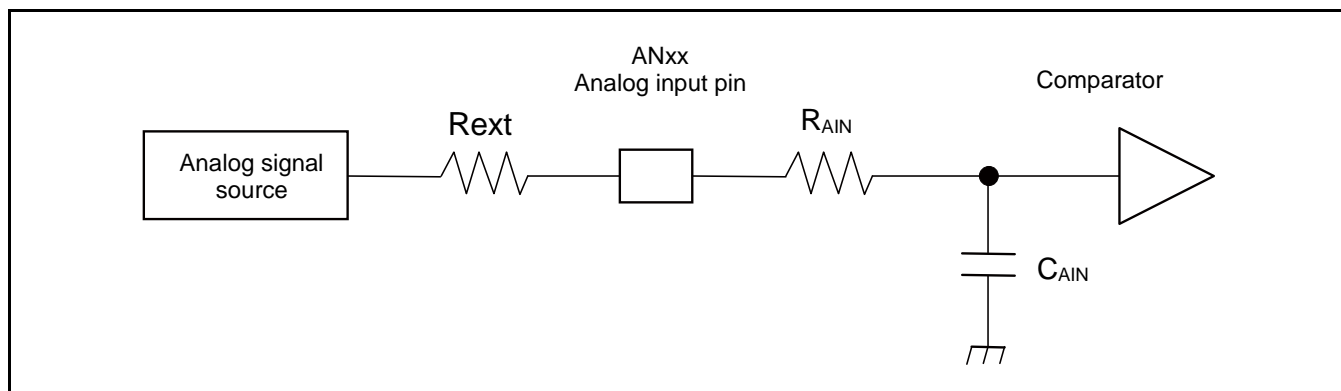 ANxx
Analog input pin
Comparator
Rext
RAIN
Analog signal
source
CAIN